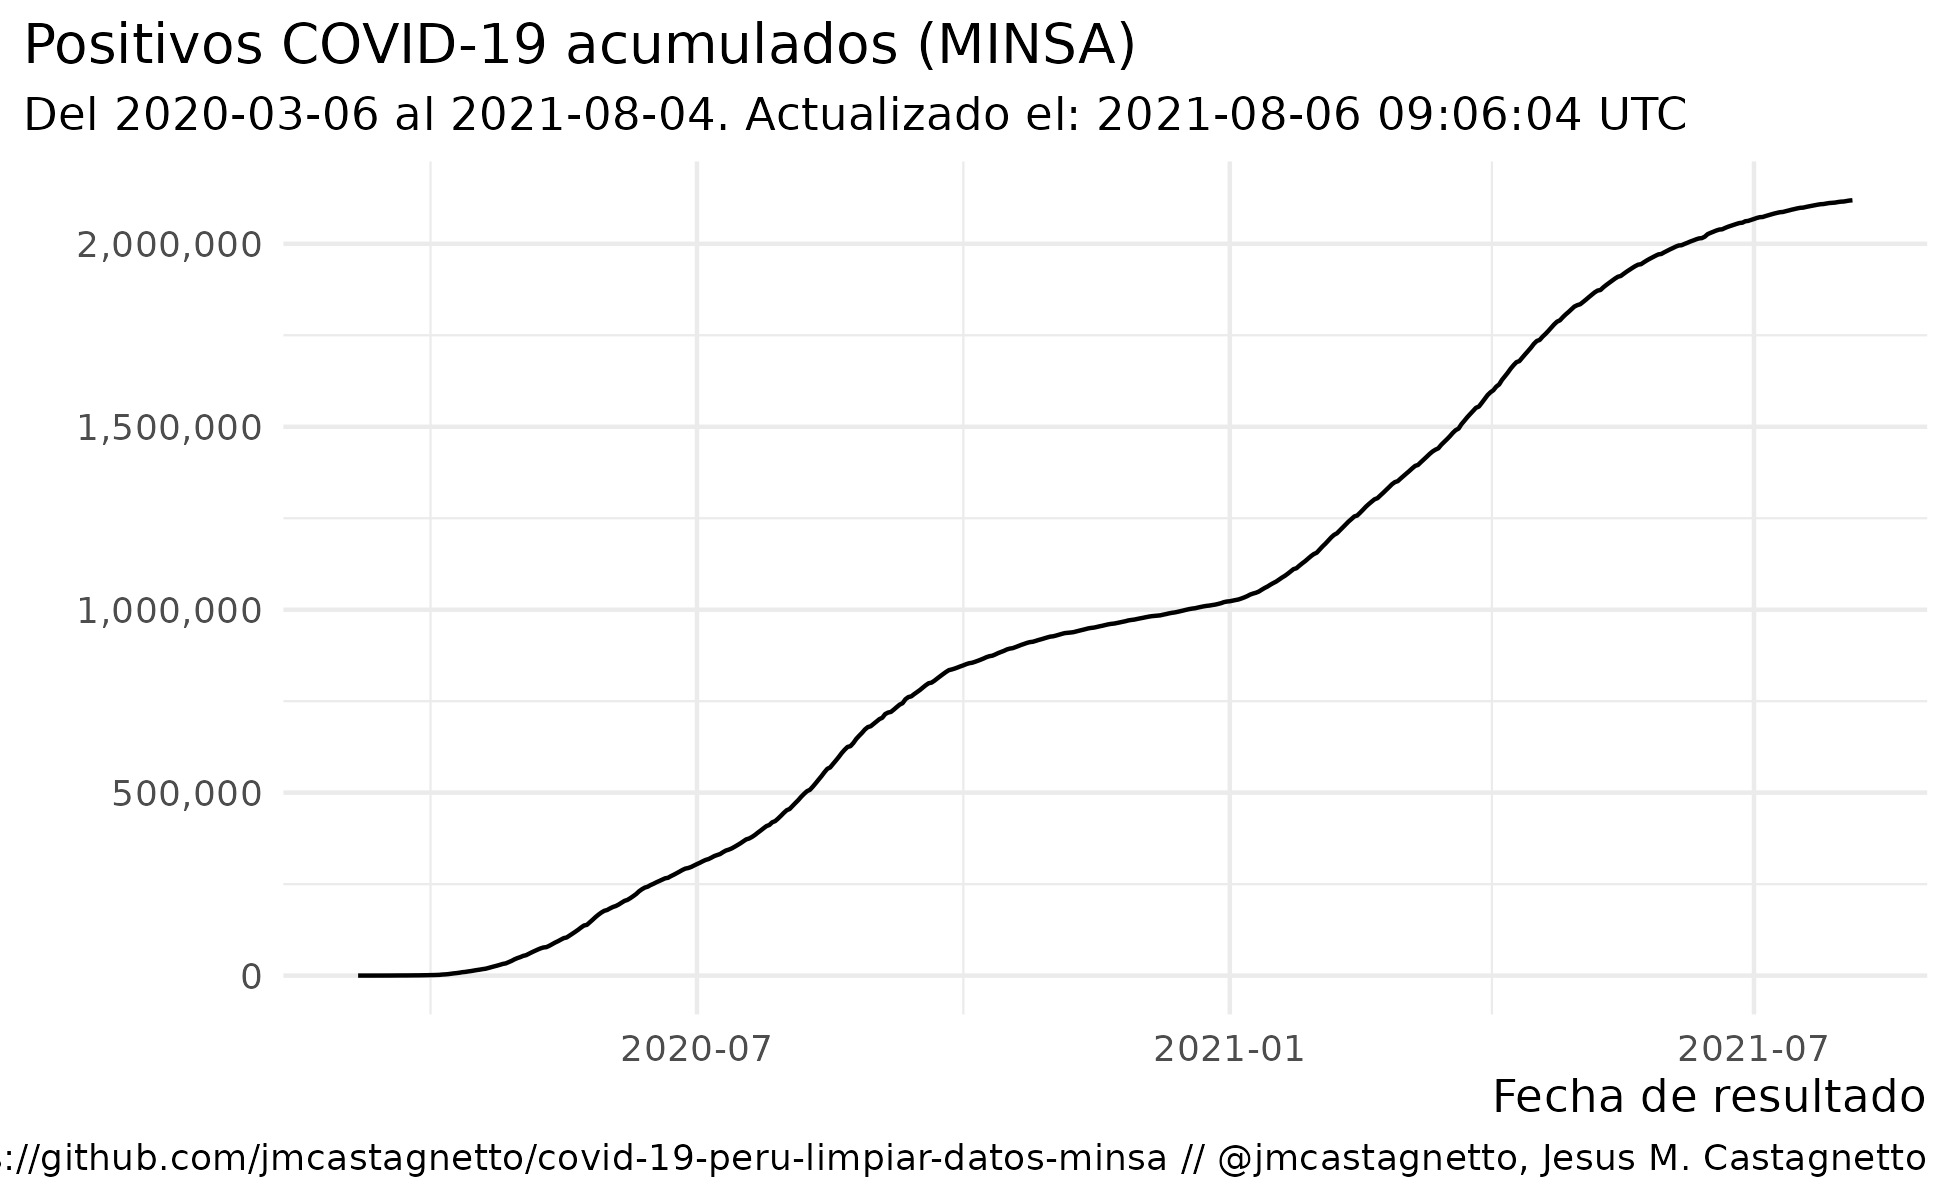 Positivos COVID-19 acumulados (MINSA)
Del 2020-03-06 al 2021-08-04. Actualizado el: 2021-08-06 09:06:04 UTC
2,000,000
1,500,000
1,000,000
500,000
0
2020-07 2021-01 2021-07
Fecha de resultado
://github.com/jmcastagnetto/covid-19-peru-limpiar-datos-minsa // @jmcastagnetto, Jesus M. Castagnetto